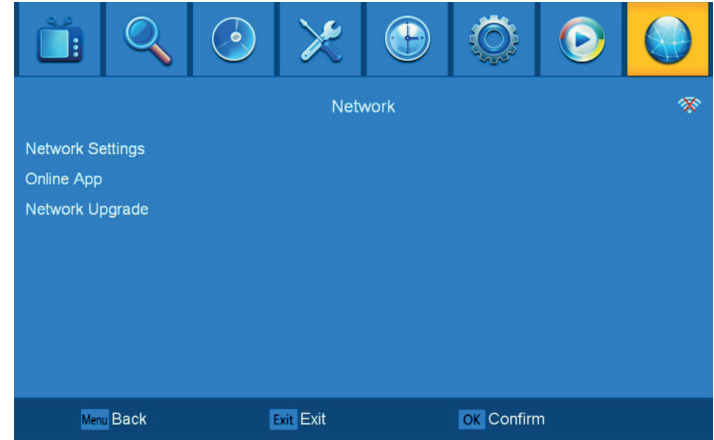 Network
Network Settings
Online App
Network Upgrade
Menu Back Exit Exit OK Confirm